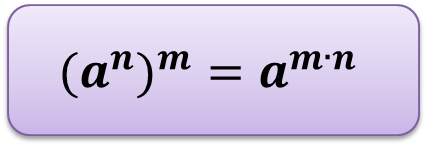 (aⁿ)ᵐ = aᵐ·ⁿ